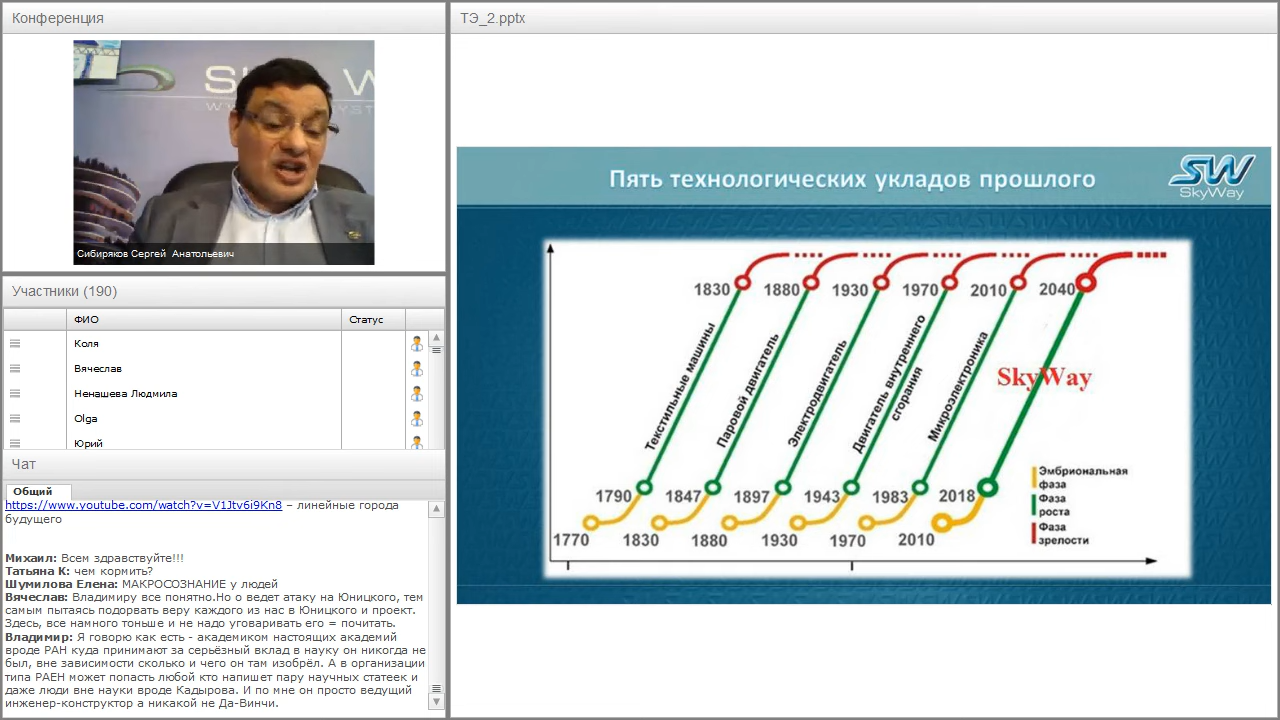 Конференция
SKY W
Сибиряков Сергей Анатольевич
Участники (190)
ФИО
Статус
Коля
Вячеслав
Ненашева Людмила
Olga
Юрий
Чат
Общий
https://www.youtube.com/watch?v=V1Jtv6i9Kn8 – линейные города
будущего
Михаил: Всем здравствуйте!!!
Татьяна К: чем кормить?
Шумилова Елена: МАКРОСОЗНАНИЕ у людей
Вячеслав: Владимиру все понятно.Но о ведет атаку на Юницкого, тем
самым пытаясь подорвать веру каждого из нас в Юницкого и проект.
Здесь, все намного тоньше и не надо уговаривать его = почитать.
Владимир: Я говорю как есть - академиком настоящих академий
вроде РАН куда принимают за серьёзный вклад в науку он никогда не
был, вне зависимости сколько и чего он там изобрёл. А в организации
типа РАЕН может попасть любой кто напишет пару научных статеек и
даже люди вне науки вроде Кадырова. И по мне он просто ведущий
инженер-конструктор а никакой не Да-Винчи.
ТЭ_2.pptx
Пять технологических укладов прошлого
SW
SkyWay
1830
1880
1930
1970
2010
2040
Текстильные машины
Паровой двигатель
Электродвигатель
Двигатель внутреннего
сгорания
Микроэлектроника
SkyWay
1790
1847
1897
1943
1983
2018
1770
1830
1880
1930
1970
2010
Эмбриональная
фаза
Фаза
роста
Фаза
зрелости